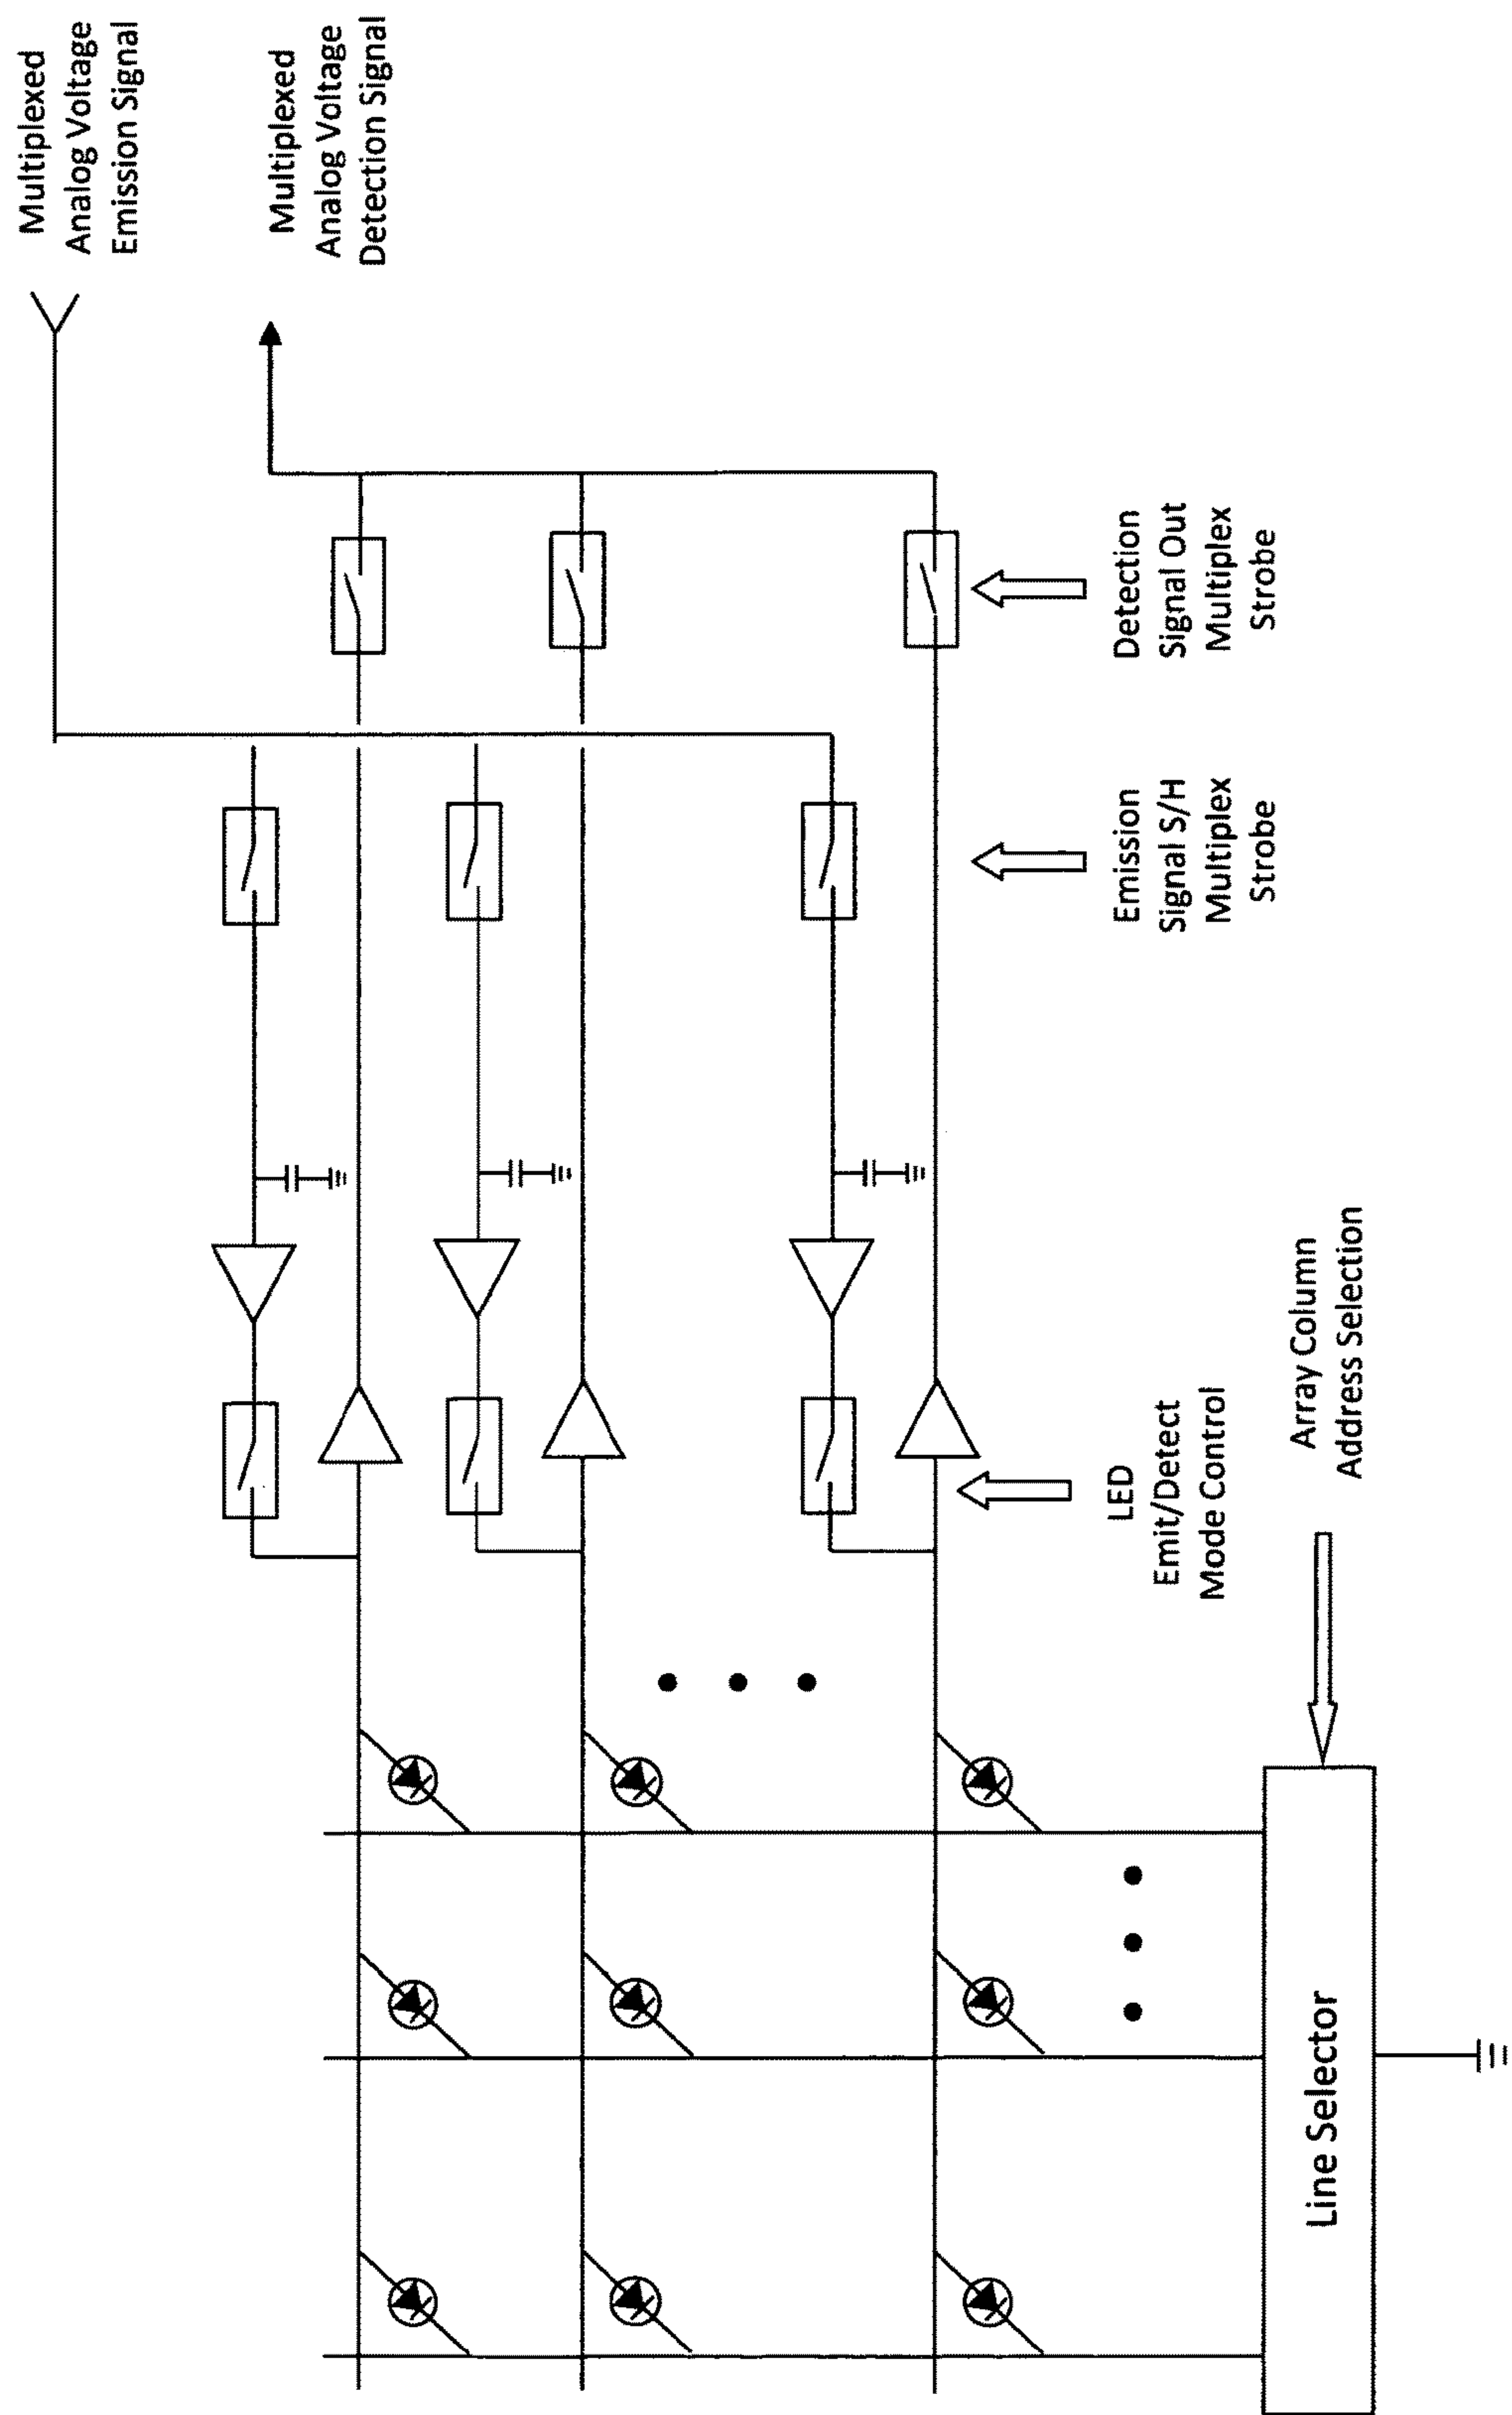 Multiplexed
Analog Voltage
Emission Signal
Multiplexed
Analog Voltage
Detection Signal
Detection
Signal Out
Multiplex
Strobe
Emission
Signal S/H
Multiplex
Strobe
LED
Emit/Detect
Mode Control
Array Column
Address Selection
Line Selector